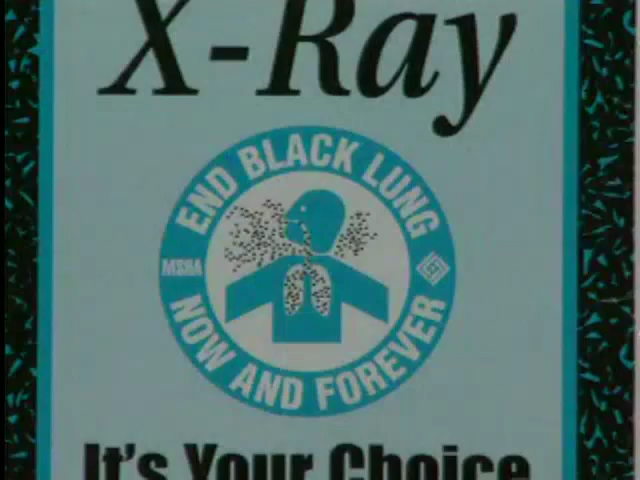 X-Ray
END BLACK LUNG
MSHA
NOW AND FOREVER
It's Your Choice